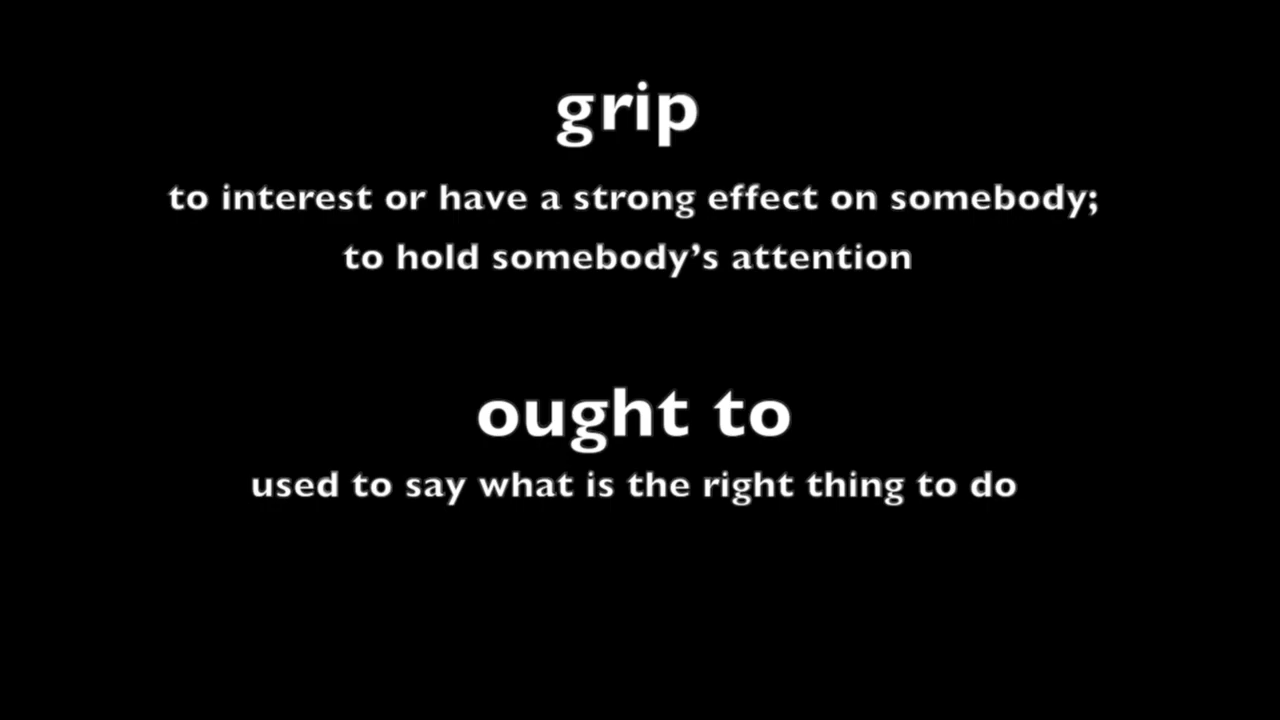 grip
to interest or have a strong effect on somebody;
to hold somebody’s attention
ought to
used to say what is the right thing to do